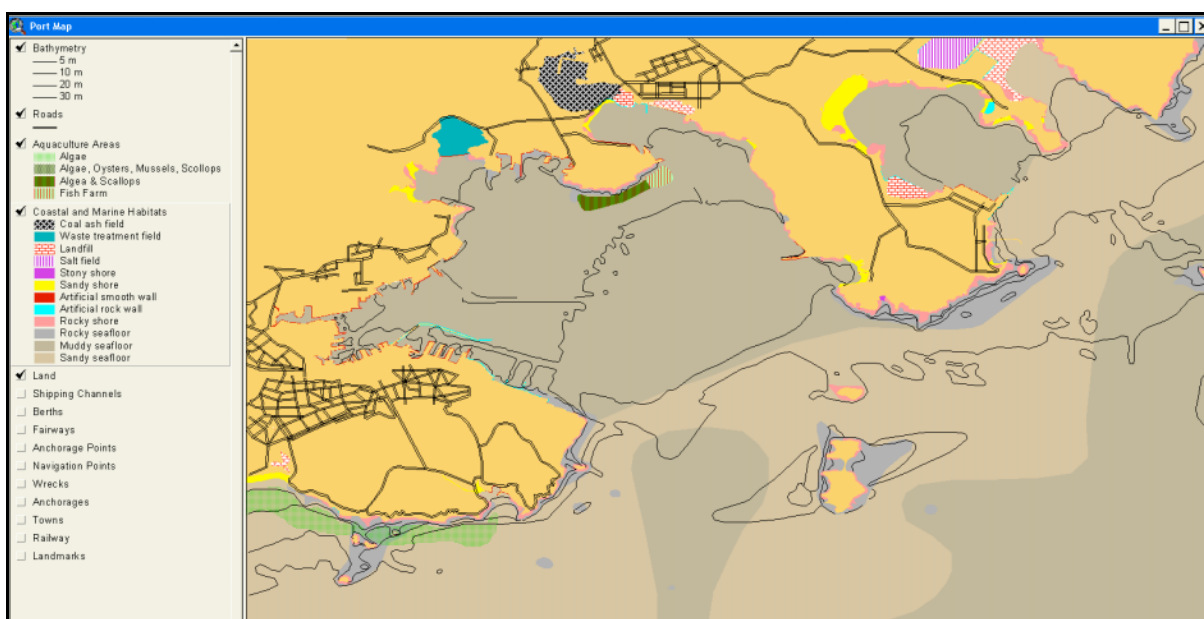 Port Map
Bathymetry
5 m
10 m
20 m
30 m
Roads
Aquaculture Areas
Algae
Algae, Oysters, Mussels, Scollops
Algea & Scallops
Fish Farm
Coastal and Marine Habitats
Coal ash field
Waste treatment field
Landfill
Salt field
Stony shore
Sandy shore
Artificial smooth wall
Artificial rock wall
Rocky shore
Rocky seafloor
Muddy seafloor
Sandy seafloor
Land
Shipping Channels
Berths
Fairways
Anchorage Points
Navigation Points
Wrecks
Anchorages
Towns
Railway
Landmarks